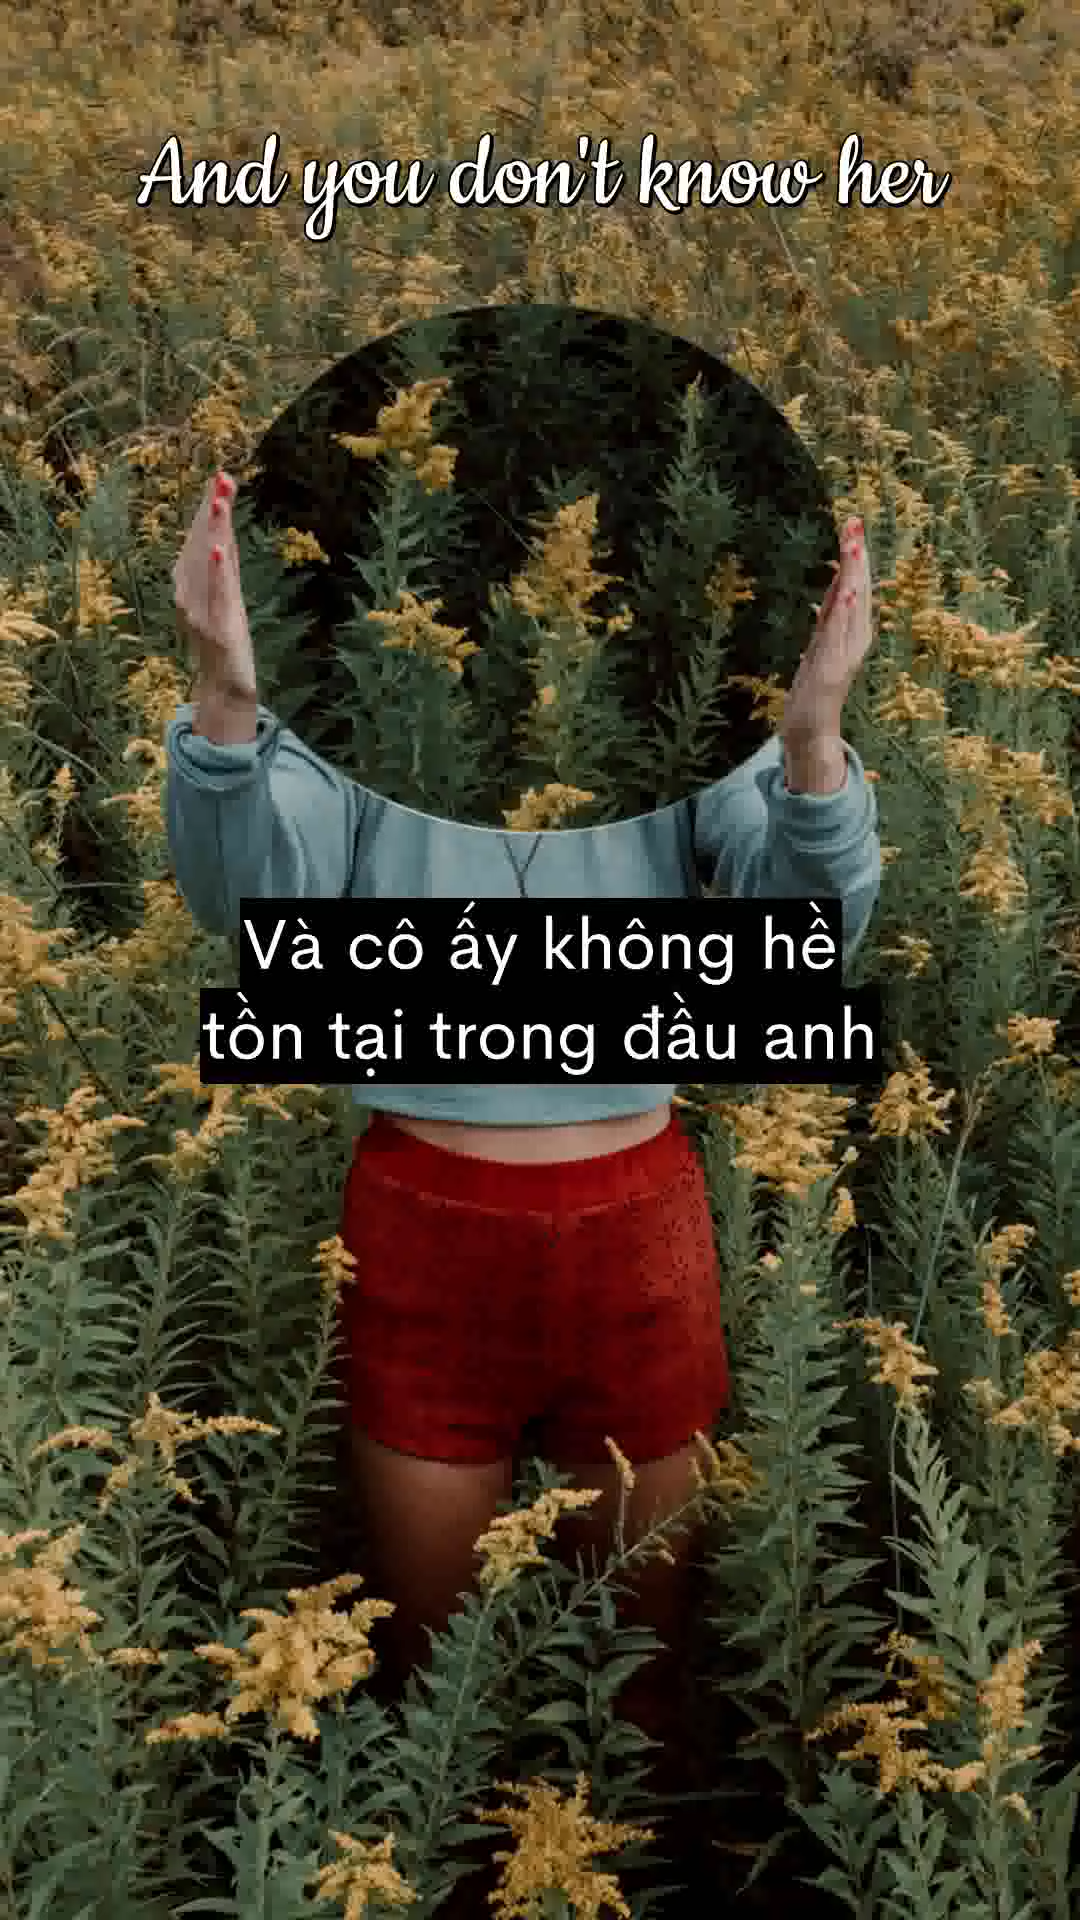 And you don't know her
Và cô ấy không hề
tồn tại trong đầu anh